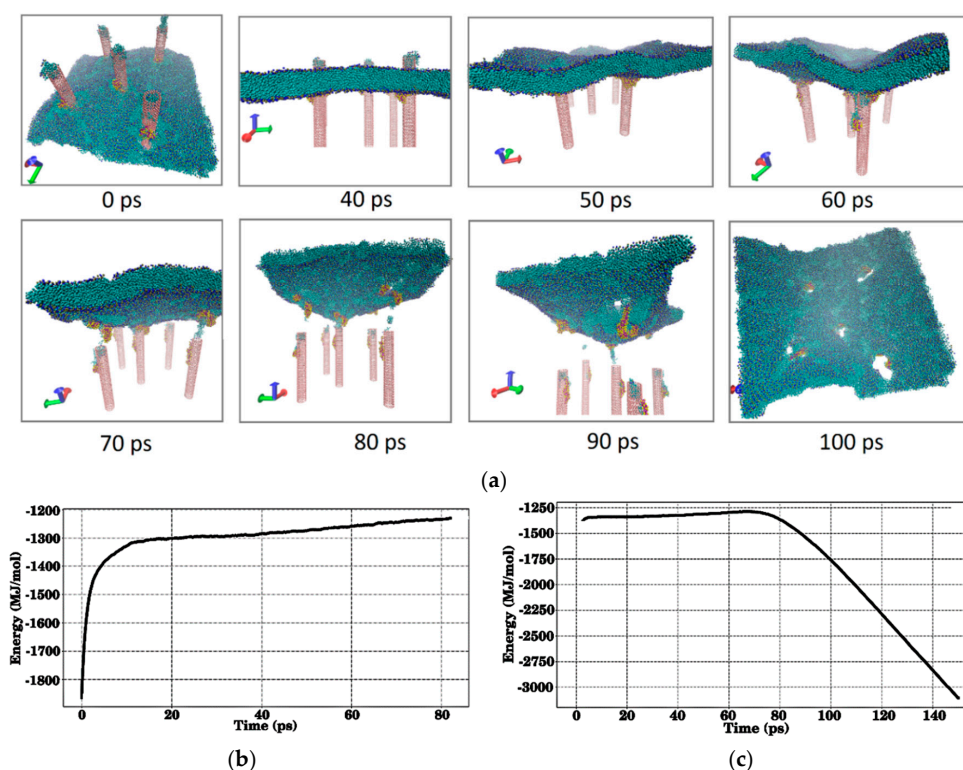 0 ps
40 ps
50 ps
60 ps
70 ps
80 ps
90 ps
100 ps
(a)
Energy (MJ/mol)
-1200
-1300
-1400
-1500
-1600
-1700
-1800
0
20
40
60
80
Time (ps)
(b)
Energy (MJ/mol)
-1250
-1500
-1750
-2000
-2250
-2500
-2750
-3000
0
20
40
60
80
100
120
140
Time (ps)
(c)